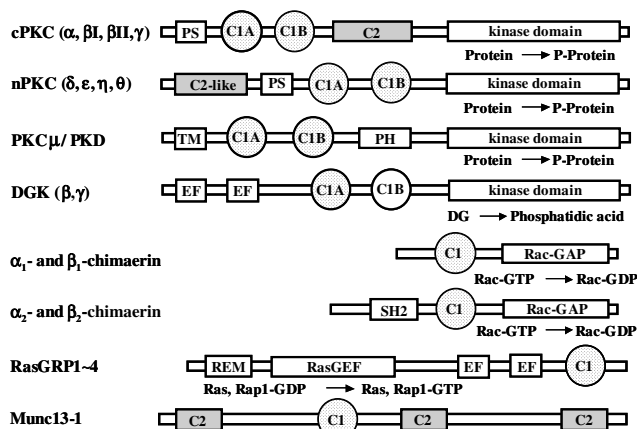 cPKC (α, βI, βII,γ) PS C1A C1B C2 kinase domain
Protein → P-Protein
nPKC (δ, ε, η, θ) C2-like PS C1A C1B kinase domain
Protein → P-Protein
PKCμ/ PKD TM C1A C1B PH kinase domain
Protein → P-Protein
DGK (β,γ) EF EF C1A C1B kinase domain
DG → Phosphatidic acid
α₁- and β₁-chimaerin C1 Rac-GAP
Rac-GTP → Rac-GDP
α₂- and β₂-chimaerin SH2 C1 Rac-GAP
Rac-GTP → Rac-GDP
RasGRP1~4 REM RasGEF EF EF C1
Ras, Rap1-GDP → Ras, Rap1-GTP
Munc13-1 C2 C1 C2 C2